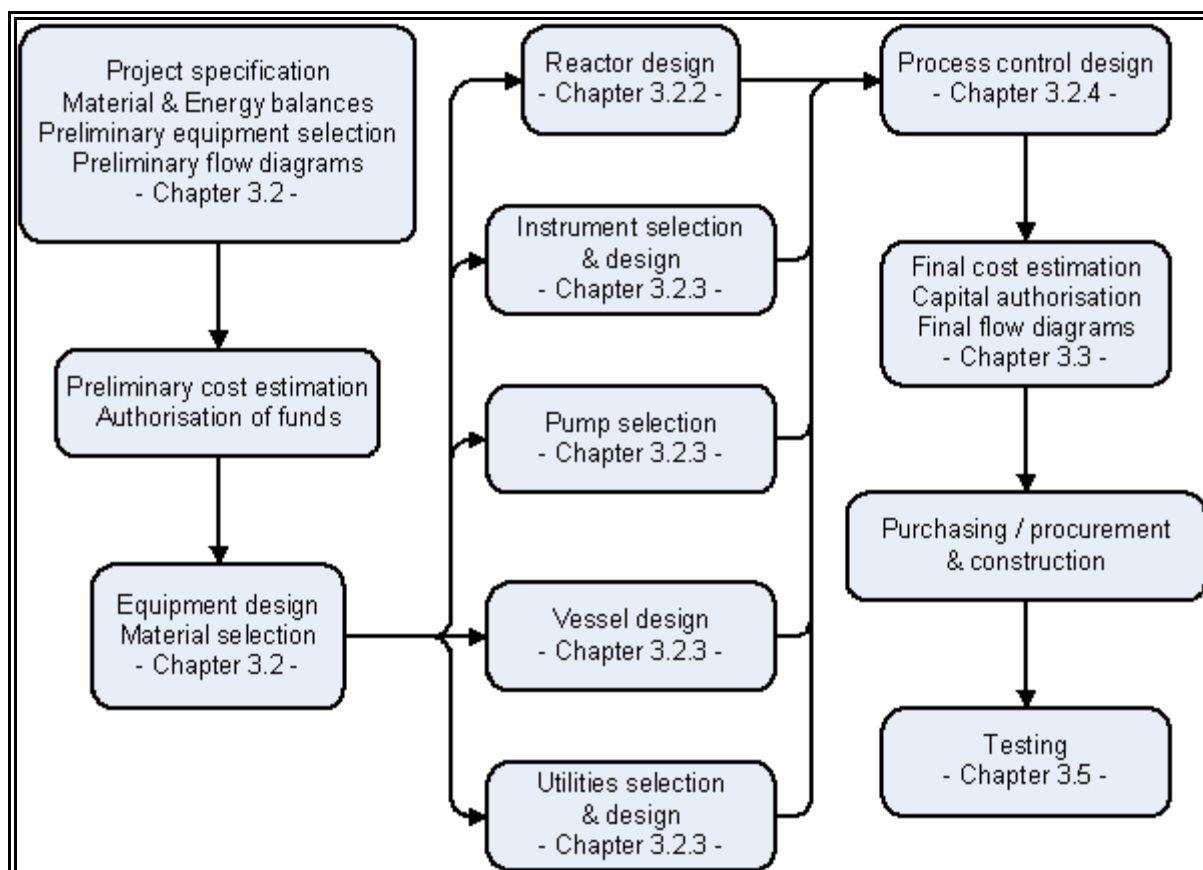 Project specification
Material & Energy balances
Preliminary equipment selection
Preliminary flow diagrams
- Chapter 3.2 -
Preliminary cost estimation
Authorisation of funds
Equipment design
Material selection
- Chapter 3.2 -
Reactor design
- Chapter 3.2.2 -
Instrument selection
& design
- Chapter 3.2.3 -
Pump selection
- Chapter 3.2.3 -
Vessel design
- Chapter 3.2.3 -
Utilities selection
& design
- Chapter 3.2.3 -
Process control design
- Chapter 3.2.4 -
Final cost estimation
Capital authorisation
Final flow diagrams
- Chapter 3.3 -
Purchasing / procurement
& construction
Testing
- Chapter 3.5 -